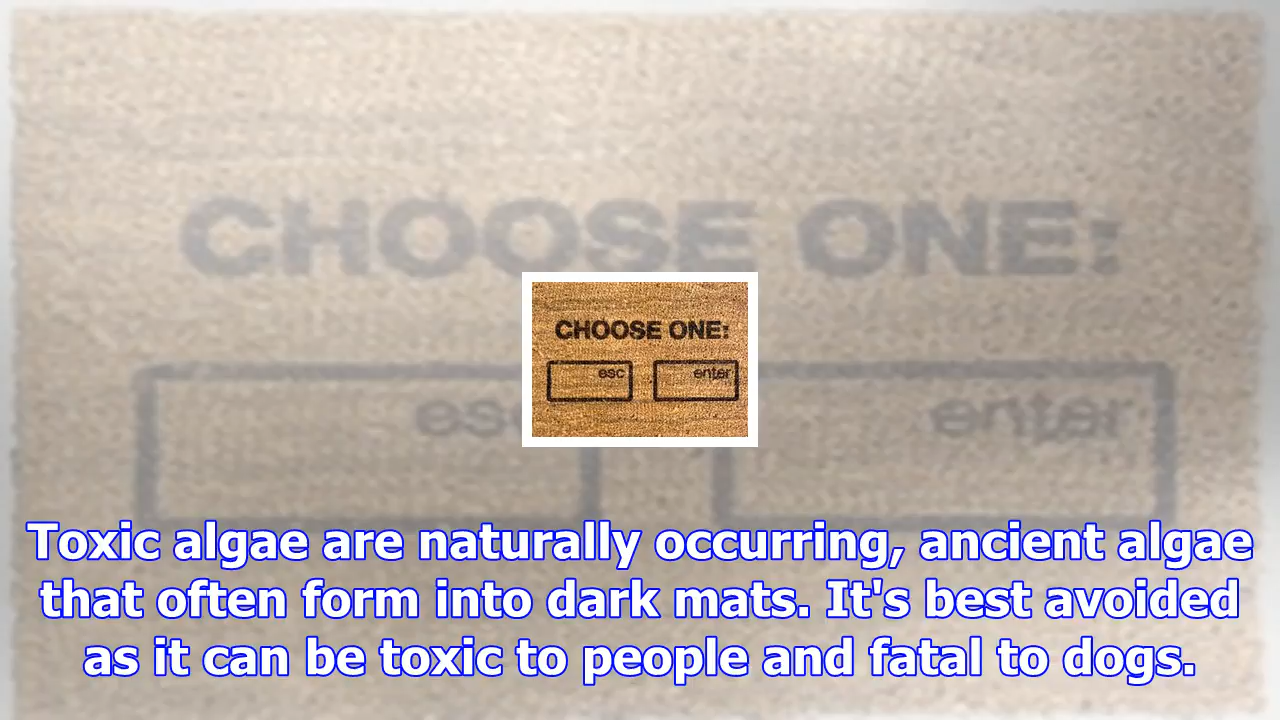 CHOOSE ONE:
esc enter
CHOOSE ONE:
esc enter
Toxic algae are naturally occurring, ancient algae
that often form into dark mats. It's best avoided
as it can be toxic to people and fatal to dogs.